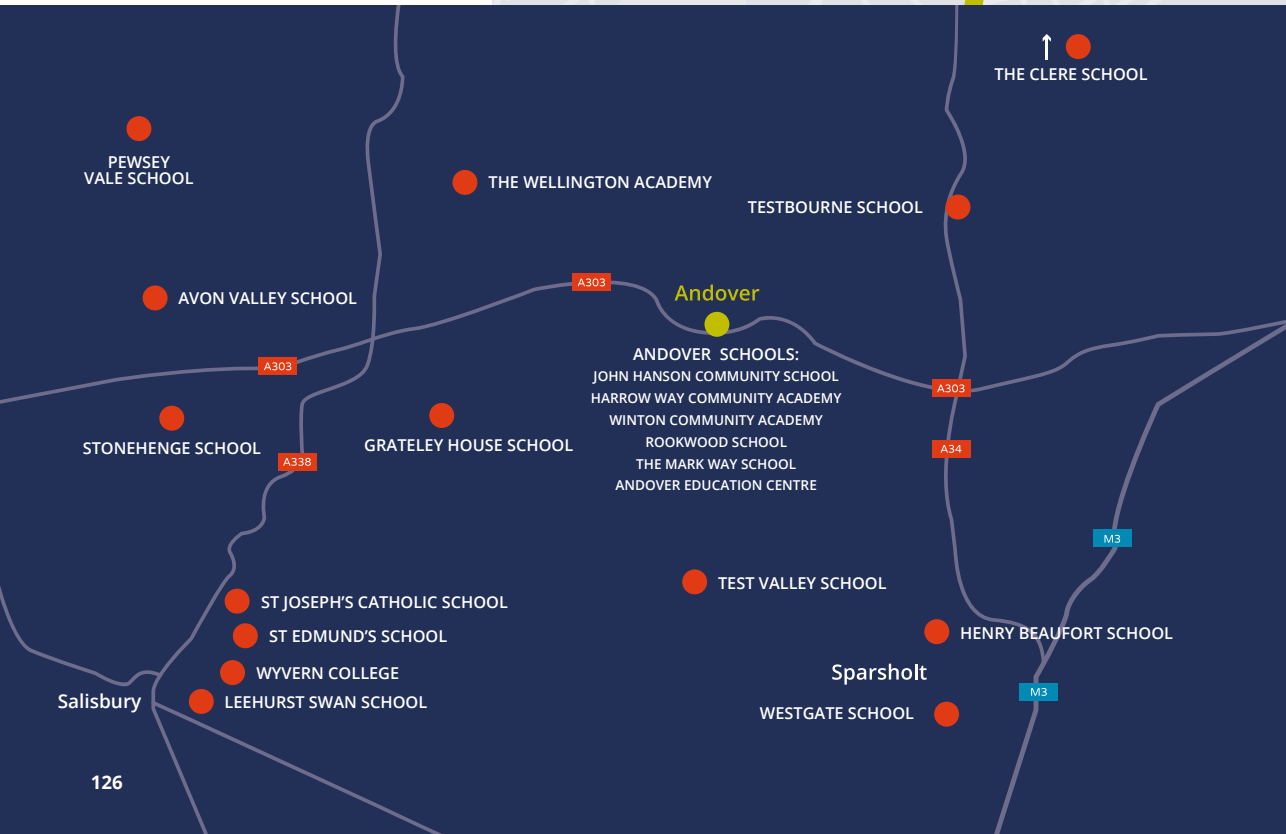 THE CLERE SCHOOL
PEWSEY
VALE SCHOOL
THE WELLINGTON ACADEMY
TESTBOURNE SCHOOL
A303
Andover
AVON VALLEY SCHOOL
ANDOVER SCHOOLS:
JOHN HANSON COMMUNITY SCHOOL
HARROW WAY COMMUNITY ACADEMY
WINTON COMMUNITY ACADEMY
ROOKWOOD SCHOOL
THE MARK WAY SCHOOL
ANDOVER EDUCATION CENTRE
A303
A303
STONEHENGE SCHOOL
GRATELEY HOUSE SCHOOL
A338
A34
M3
TEST VALLEY SCHOOL
ST JOSEPH'S CATHOLIC SCHOOL
ST EDMUND'S SCHOOL
HENRY BEAUFORT SCHOOL
WYVERN COLLEGE
Sparsholt
M3
Salisbury
LEEHURST SWAN SCHOOL
WESTGATE SCHOOL
126